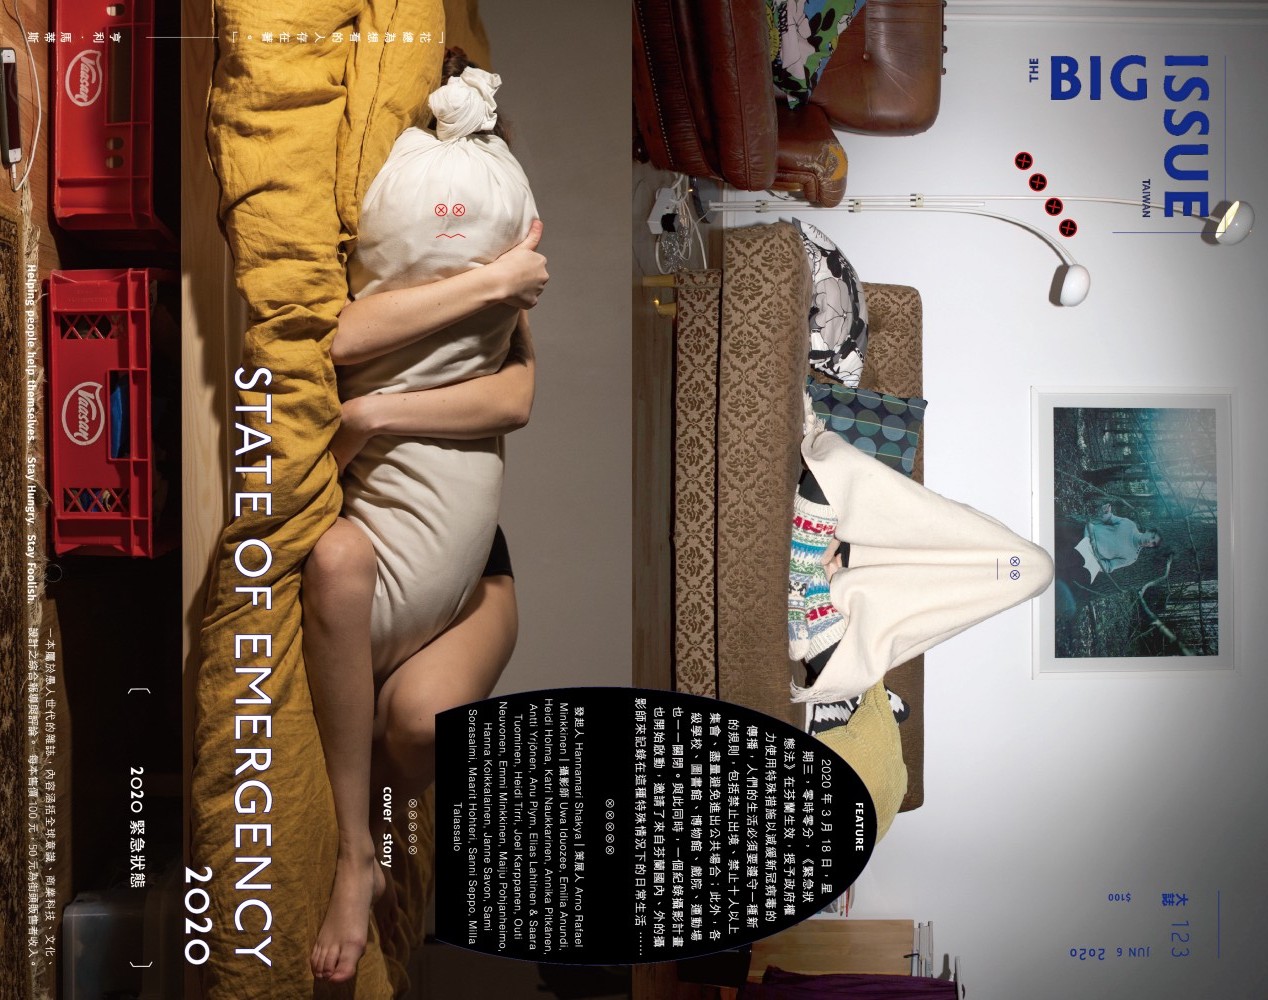 THE BIG ISSUE TAIWAN
大誌 123
$100
JUN 6 2020
FEATURE
2020 年 3 月 18 日，星
期三，零時零分，《緊急狀
態法》在芬蘭生效，授予政府權
力使用特殊措施以減緩新冠病毒的
傳播，人們的生活必須要遵守一種新
的規則，包括禁止出境、禁止十人以上
集會、盡量避免進出公共場合；此外，各
級學校、圖書館、博物館、戲院、運動場
也一一關閉。與此同時，一個紀錄攝影計畫
也開始啟動，邀請了來自芬蘭國內、外的攝
影師來記錄在這種特殊情況下的日常生活……
發起人 Hannamari Shakya | 策展人 Arno Rafael
Minkkinen | 攝影師 Uwa Iduozee, Emilia Anundi,
Heidi Holma, Katri Naukkarinen, Annika Pitkänen,
Antti Yrjönen, Anu Plym, Elias Lahtinen & Saara
Tuominen, Heidi Tirri, Joel Karppanen, Outi
Neuvonen, Emmi Minkkinen, Maiju Pohjanheimo,
Hanna Koikkalainen, Janne Savon, Sami
Sorasalmi, Maarit Hohteri, Sami Seppo, Milla
Talassalo
cover story
STATE OF EMERGENCY
2020
「花總為想看的人存在著。」
亨利．馬蒂斯
Vaasan
Vaasan
2020 緊急狀態
Helping people help themselves. Stay Hungry. Stay Foolish.
一本屬於愚人世代的雜誌，內容涵括全球意識、商業科技、文化、
設計之綜合報導與評論。每本售價 100 元，50 元為街頭販售者收入。